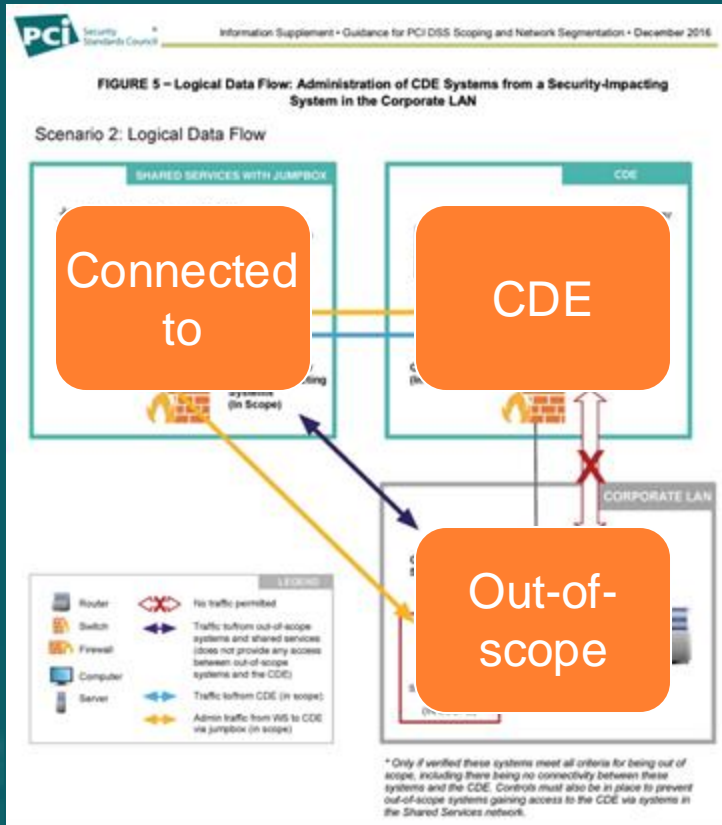 PCi Security Standards Council
Information Supplement • Guidance for PCI DSS Scoping and Network Segmentation • December 2016
FIGURE 5 – Logical Data Flow: Administration of CDE Systems from a Security-Impacting
System in the Corporate LAN
Scenario 2: Logical Data Flow
SHARED SERVICES WITH JUMPBOX
CDE
Connected
to
CDE
Systems
(In Scope)
CORPORATE LAN
Out-of-
scope
LEGEND
Router
Switch
Firewall
Computer
Server
No traffic permitted
Traffic to/from out-of-scope
systems and shared services
(does not provide any access
between out-of-scope
systems and the CDE)
Traffic to/from CDE (in scope)
Admin traffic from WS to CDE
via jumpbox (in scope)
* Only if verified these systems meet all criteria for being out of
scope, including there being no connectivity between these
systems and the CDE. Controls must also be in place to prevent
out-of-scope systems gaining access to the CDE via systems in
the Shared Services network.